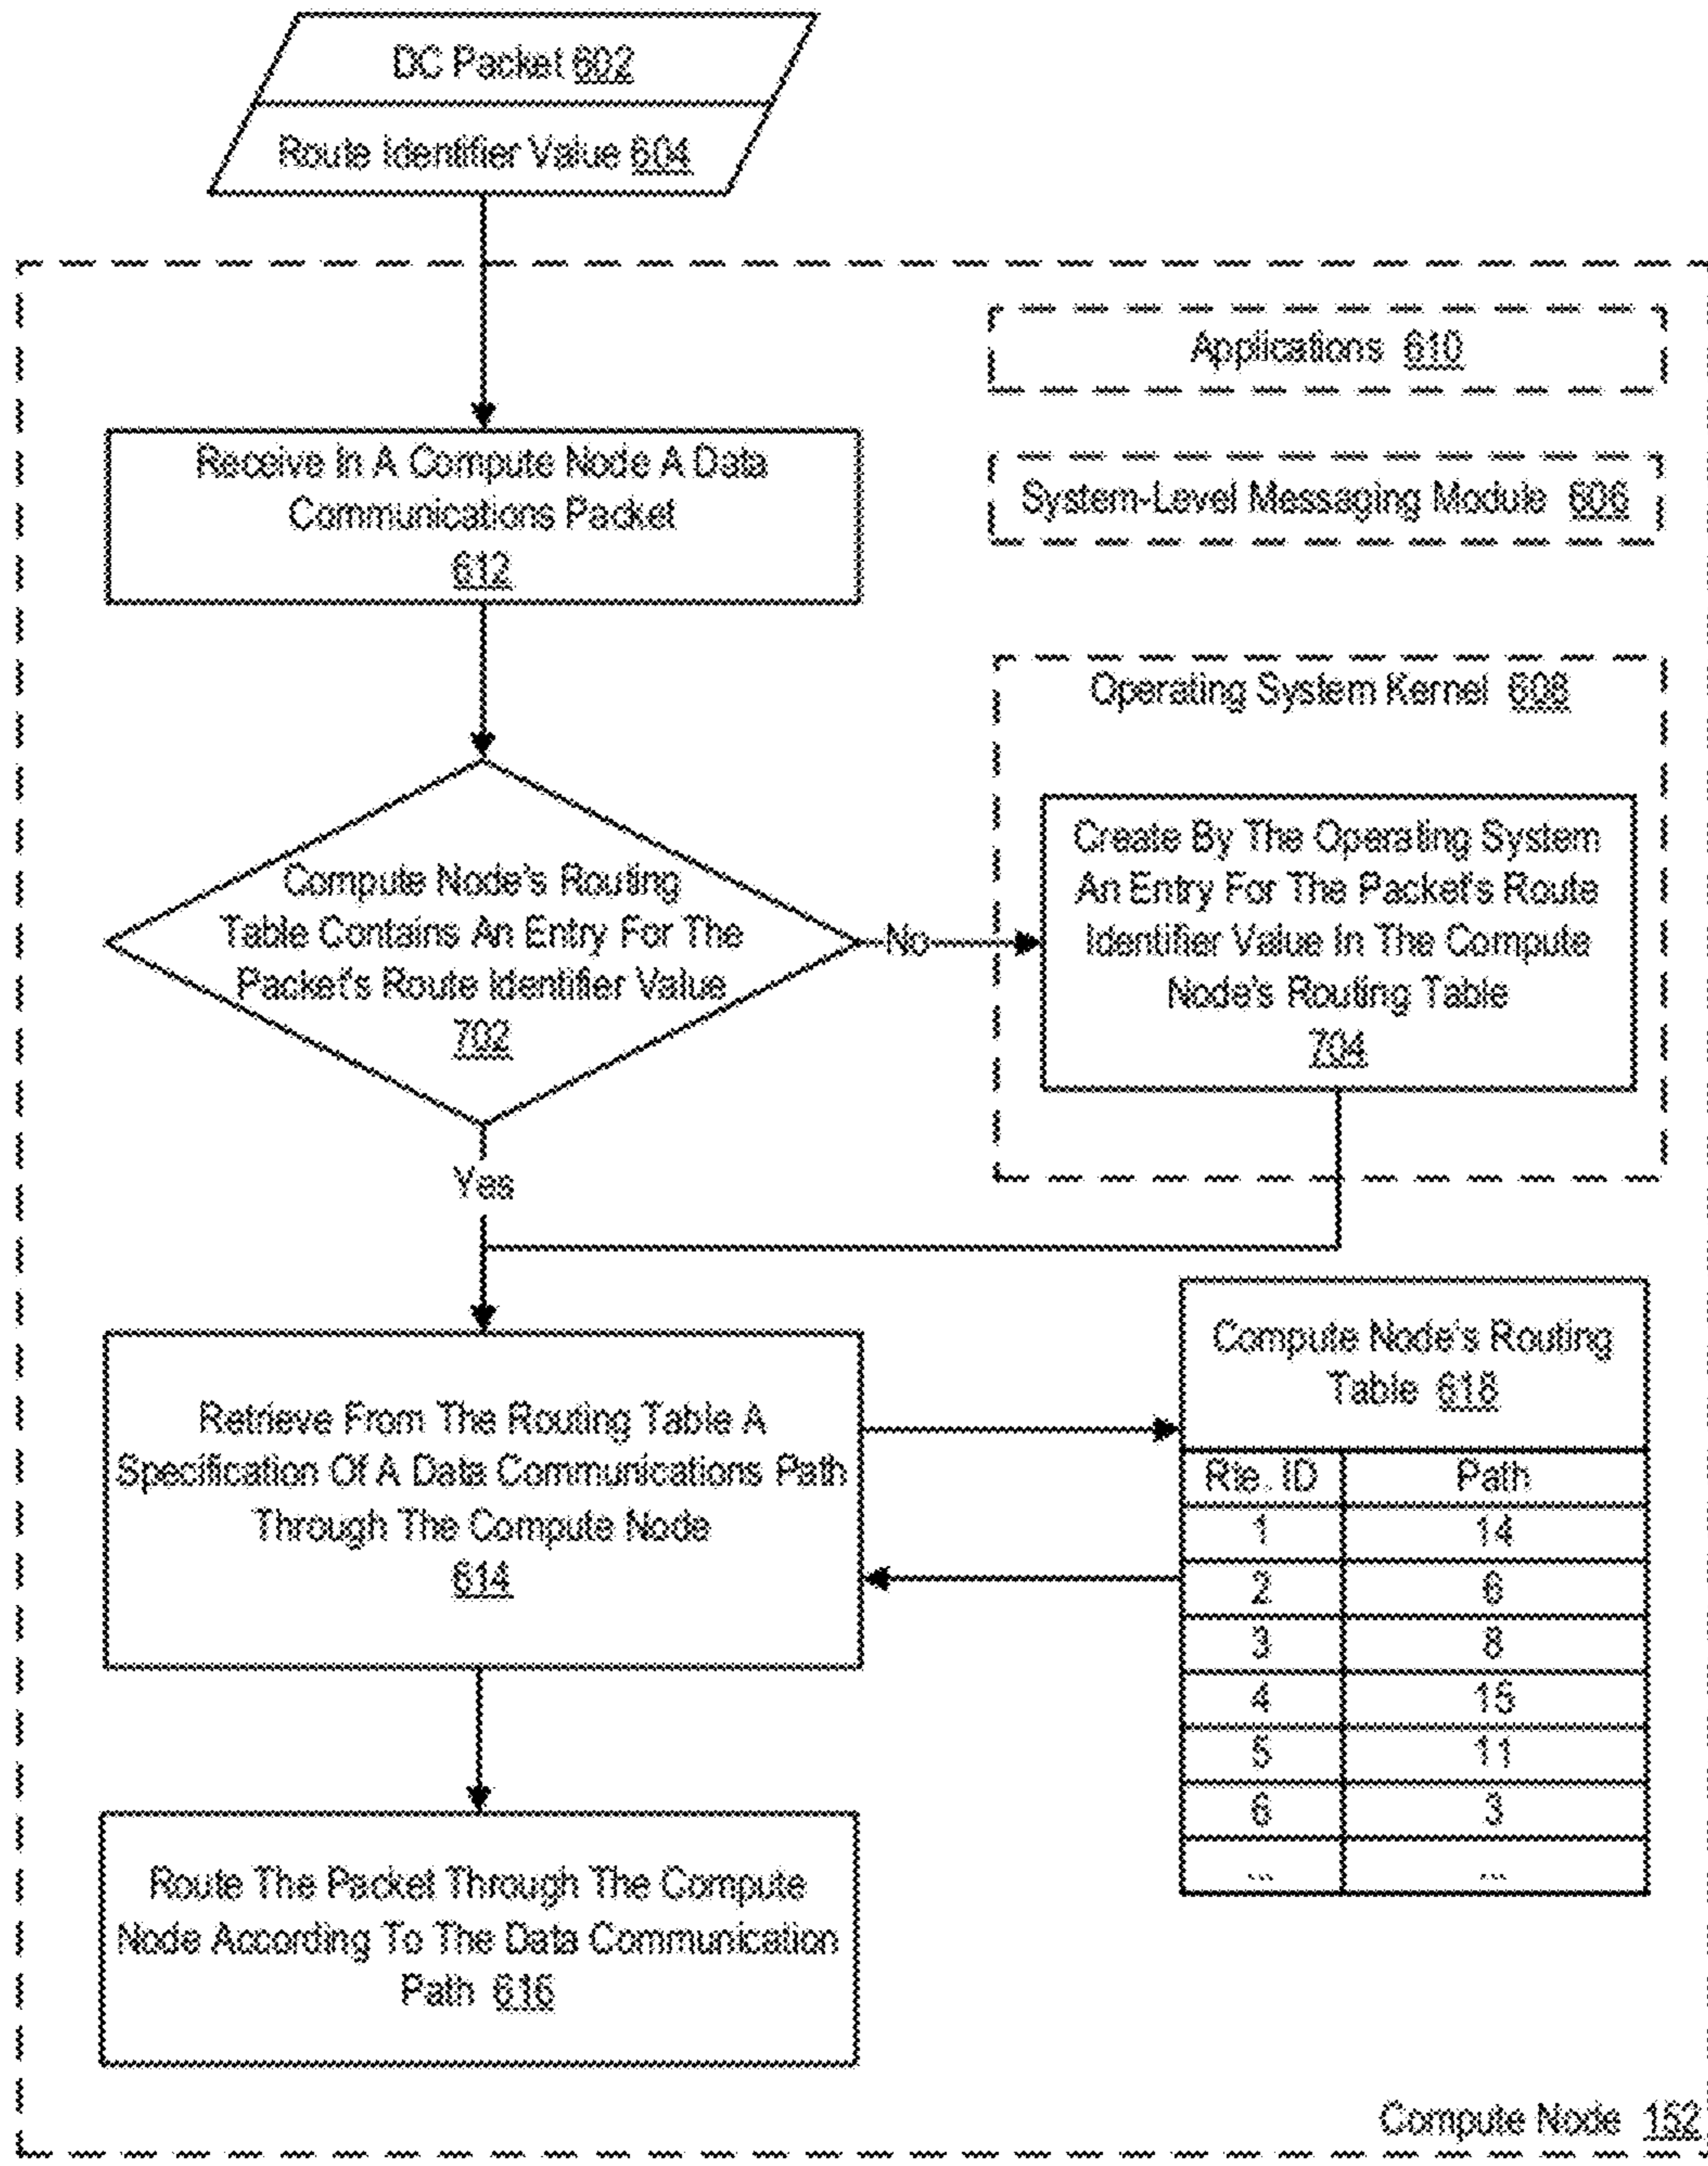 DC Packet 602
Route Identifier Value 604
Applications 610
Receive In A Compute Node A Data
Communications Packet
612
System-Level Messaging Module 606
Operating System Kernel 608
Compute Node's Routing
Table Contains An Entry For The
Packet's Route Identifier Value
702
No
Create By The Operating System
An Entry For The Packet's Route
Identifier Value In The Compute
Node's Routing Table
704
Yes
Retrieve From The Routing Table A
Specification Of A Data Communications Path
Through The Compute Node
614
Compute Node's Routing
Table 618
Rte. ID Path
1 14
2 6
3 8
4 15
5 11
6 3
... ...
Route The Packet Through The Compute
Node According To The Data Communication
Path 616
Compute Node 152